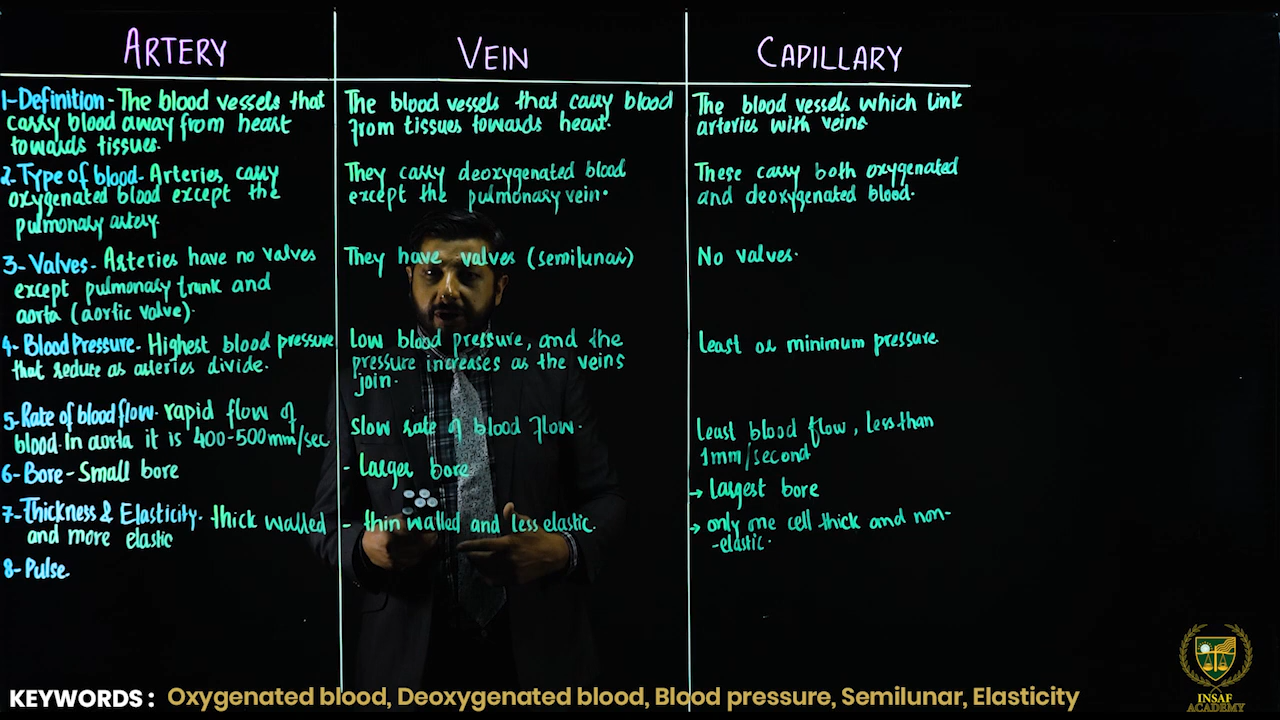 ARTERY
VEIN
CAPILLARY
1-Definition - The blood vessels that
carry blood away from heart
towards tissues.
The blood vessels that carry blood
from tissues towards heart.
The blood vessels which link
arteries with veins
2. Type of blood - Arteries carry
oxygenated blood except the
pulmonary artery.
They carry deoxygenated blood
except the pulmonary vein.
These carry both oxygenated
and deoxygenated blood.
3- Valves - Arteries have no valves
except pulmonary trunk and
aorta (aortic valve).
They have valves (semilunar)
No valves.
4- Blood Pressure - Highest blood pressure
that reduce as arteries divide.
Low blood pressure, and the
pressure increases as the veins
join.
Least or minimum pressure.
5- Rate of blood flow - rapid flow of
blood. In aorta it is 400-500mm/sec
Slow rate of blood flow.
Least blood flow, less than
1mm/second
6- Bore - Small bore
- Larger bore
→ Largest bore
7- Thickness & Elasticity - thick walled
and more elastic
- thin walled and less elastic.
→ only one cell thick and non-
-elastic.
8- Pulse
KEYWORDS : Oxygenated blood, Deoxygenated blood, Blood pressure, Semilunar, Elasticity
INSAF
ACADEMY